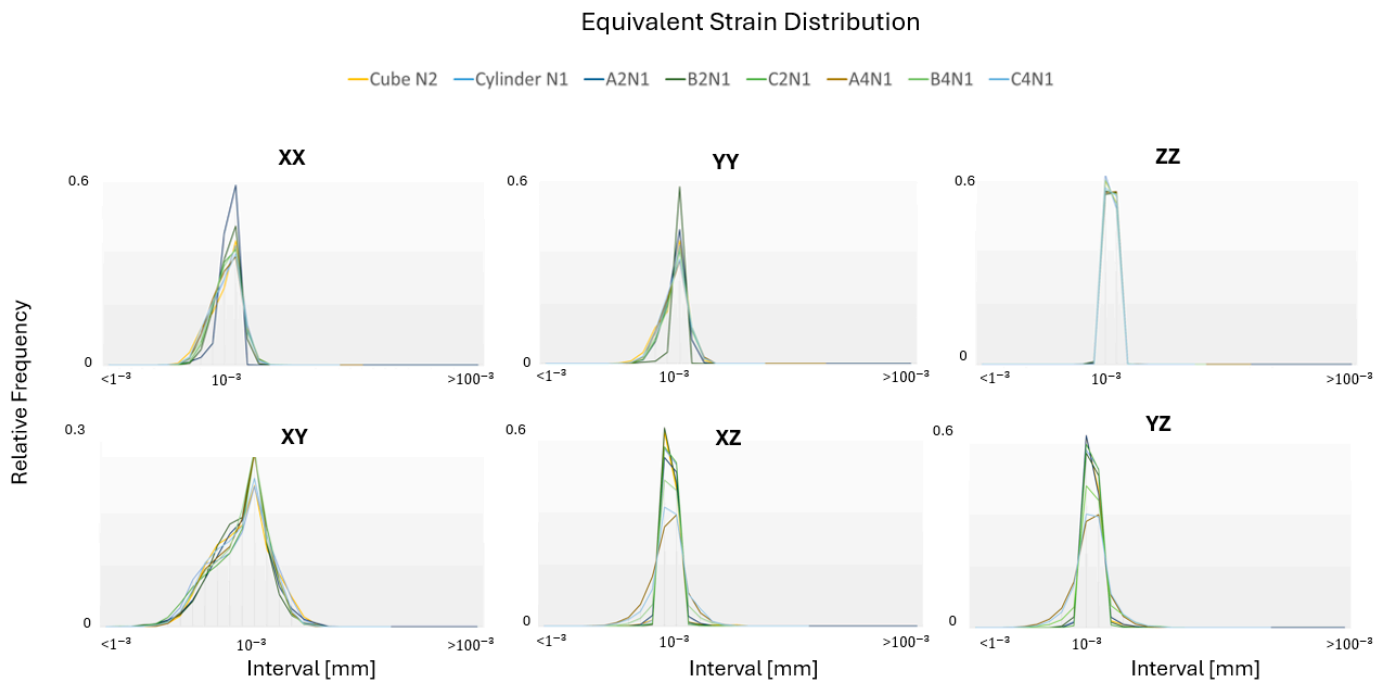 Equivalent Strain Distribution
Cube N2 Cylinder N1 A2N1 B2N1 C2N1 A4N1 B4N1 C4N1
XX YY ZZ
0.6 0.6 0.6
0 0 0
<1⁻³ 10⁻³ >100⁻³ <1⁻³ 10⁻³ >100⁻³ <1⁻³ 10⁻³ >100⁻³
Relative Frequency
XY XZ YZ
0.3 0.6 0.6
0 0 0
<1⁻³ 10⁻³ >100⁻³ <1⁻³ 10⁻³ >100⁻³ <1⁻³ 10⁻³ >100⁻³
Interval [mm] Interval [mm] Interval [mm]